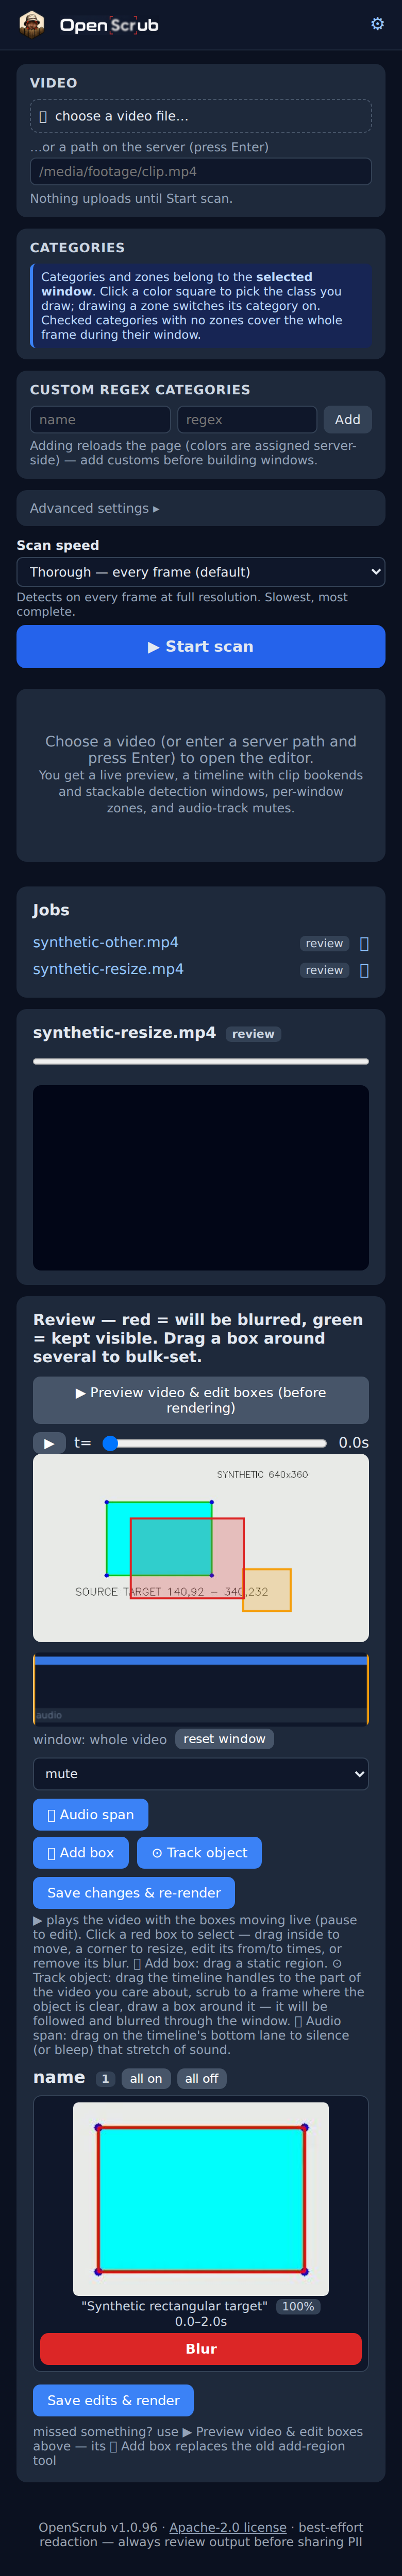 OpenScrub
⚙
VIDEO
choose a video file…
…or a path on the server (press Enter)
/media/footage/clip.mp4
Nothing uploads until Start scan.
CATEGORIES
Categories and zones belong to the selected
window. Click a color square to pick the class you
draw; drawing a zone switches its category on.
Checked categories with no zones cover the whole
frame during their window.
CUSTOM REGEX CATEGORIES
name regex Add
Adding reloads the page (colors are assigned server-
side) — add customs before building windows.
Advanced settings ▸
Scan speed
Thorough — every frame (default)
Detects on every frame at full resolution. Slowest, most
complete.
▶ Start scan
Choose a video (or enter a server path and
press Enter) to open the editor.
You get a live preview, a timeline with clip bookends
and stackable detection windows, per-window
zones, and audio-track mutes.
Jobs
synthetic-other.mp4 review
synthetic-resize.mp4 review
synthetic-resize.mp4 review
Review — red = will be blurred, green
= kept visible. Drag a box around
several to bulk-set.
▶ Preview video & edit boxes (before
rendering)
▶ t= 0.0s
SYNTHETIC 640x360
SOURCE TARGET 140,92 – 340,232
audio
window: whole video reset window
mute
Audio span
Add box ⊙ Track object
Save changes & re-render
▶ plays the video with the boxes moving live (pause
to edit). Click a red box to select — drag inside to
move, a corner to resize, edit its from/to times, or
remove its blur. Add box: drag a static region. ⊙
Track object: drag the timeline handles to the part of
the video you care about, scrub to a frame where the
object is clear, draw a box around it — it will be
followed and blurred through the window. Audio
span: drag on the timeline's bottom lane to silence
(or bleep) that stretch of sound.
name 1 all on all off
"Synthetic rectangular target" 100%
0.0–2.0s
Blur
Save edits & render
missed something? use ▶ Preview video & edit boxes
above — its Add box replaces the old add-region
tool
OpenScrub v1.0.96 · Apache-2.0 license · best-effort
redaction — always review output before sharing PII